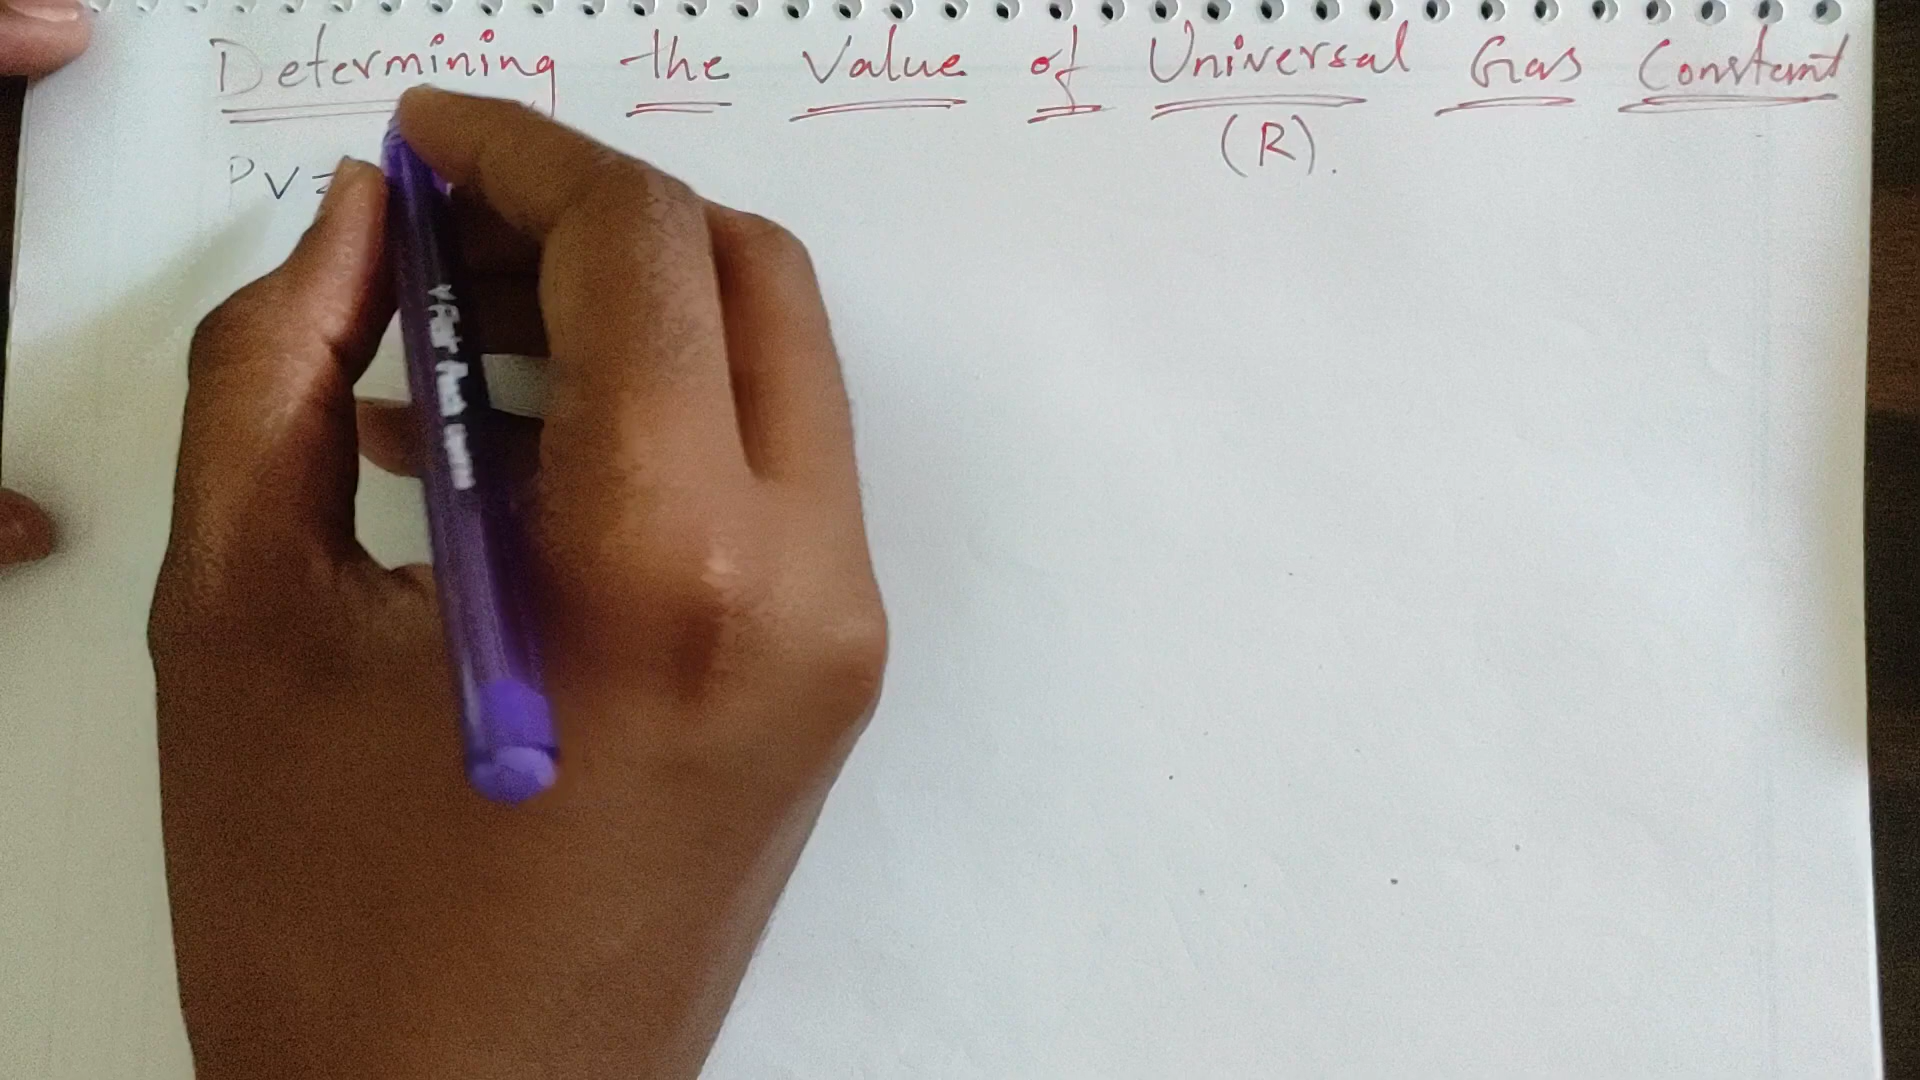 Determining the Value of Universal Gas Constant
(R).
PV=